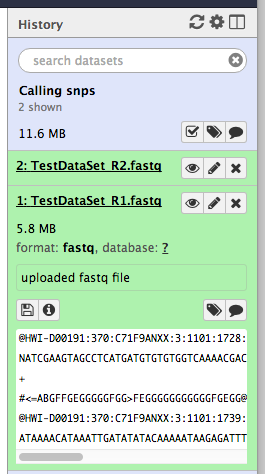 History
search datasets
Calling snps
2 shown
11.6 MB
2: TestDataSet_R2.fastq
1: TestDataSet_R1.fastq
5.8 MB
format: fastq, database: ?
uploaded fastq file
@HWI-D00191:370:C71F9ANXX:3:1101:1728:
NATCGAAGTAGCCTCATGATGTGTGTGGTCAAAACGAC
+
#<=ABGFFGEGGGGGFGG>FEGGGGGGGGGGGFGEGG@
@HWI-D00191:370:C71F9ANXX:3:1101:1739:
ATAAAACATAAATTGATATATACAAAAATAAGAGATTT